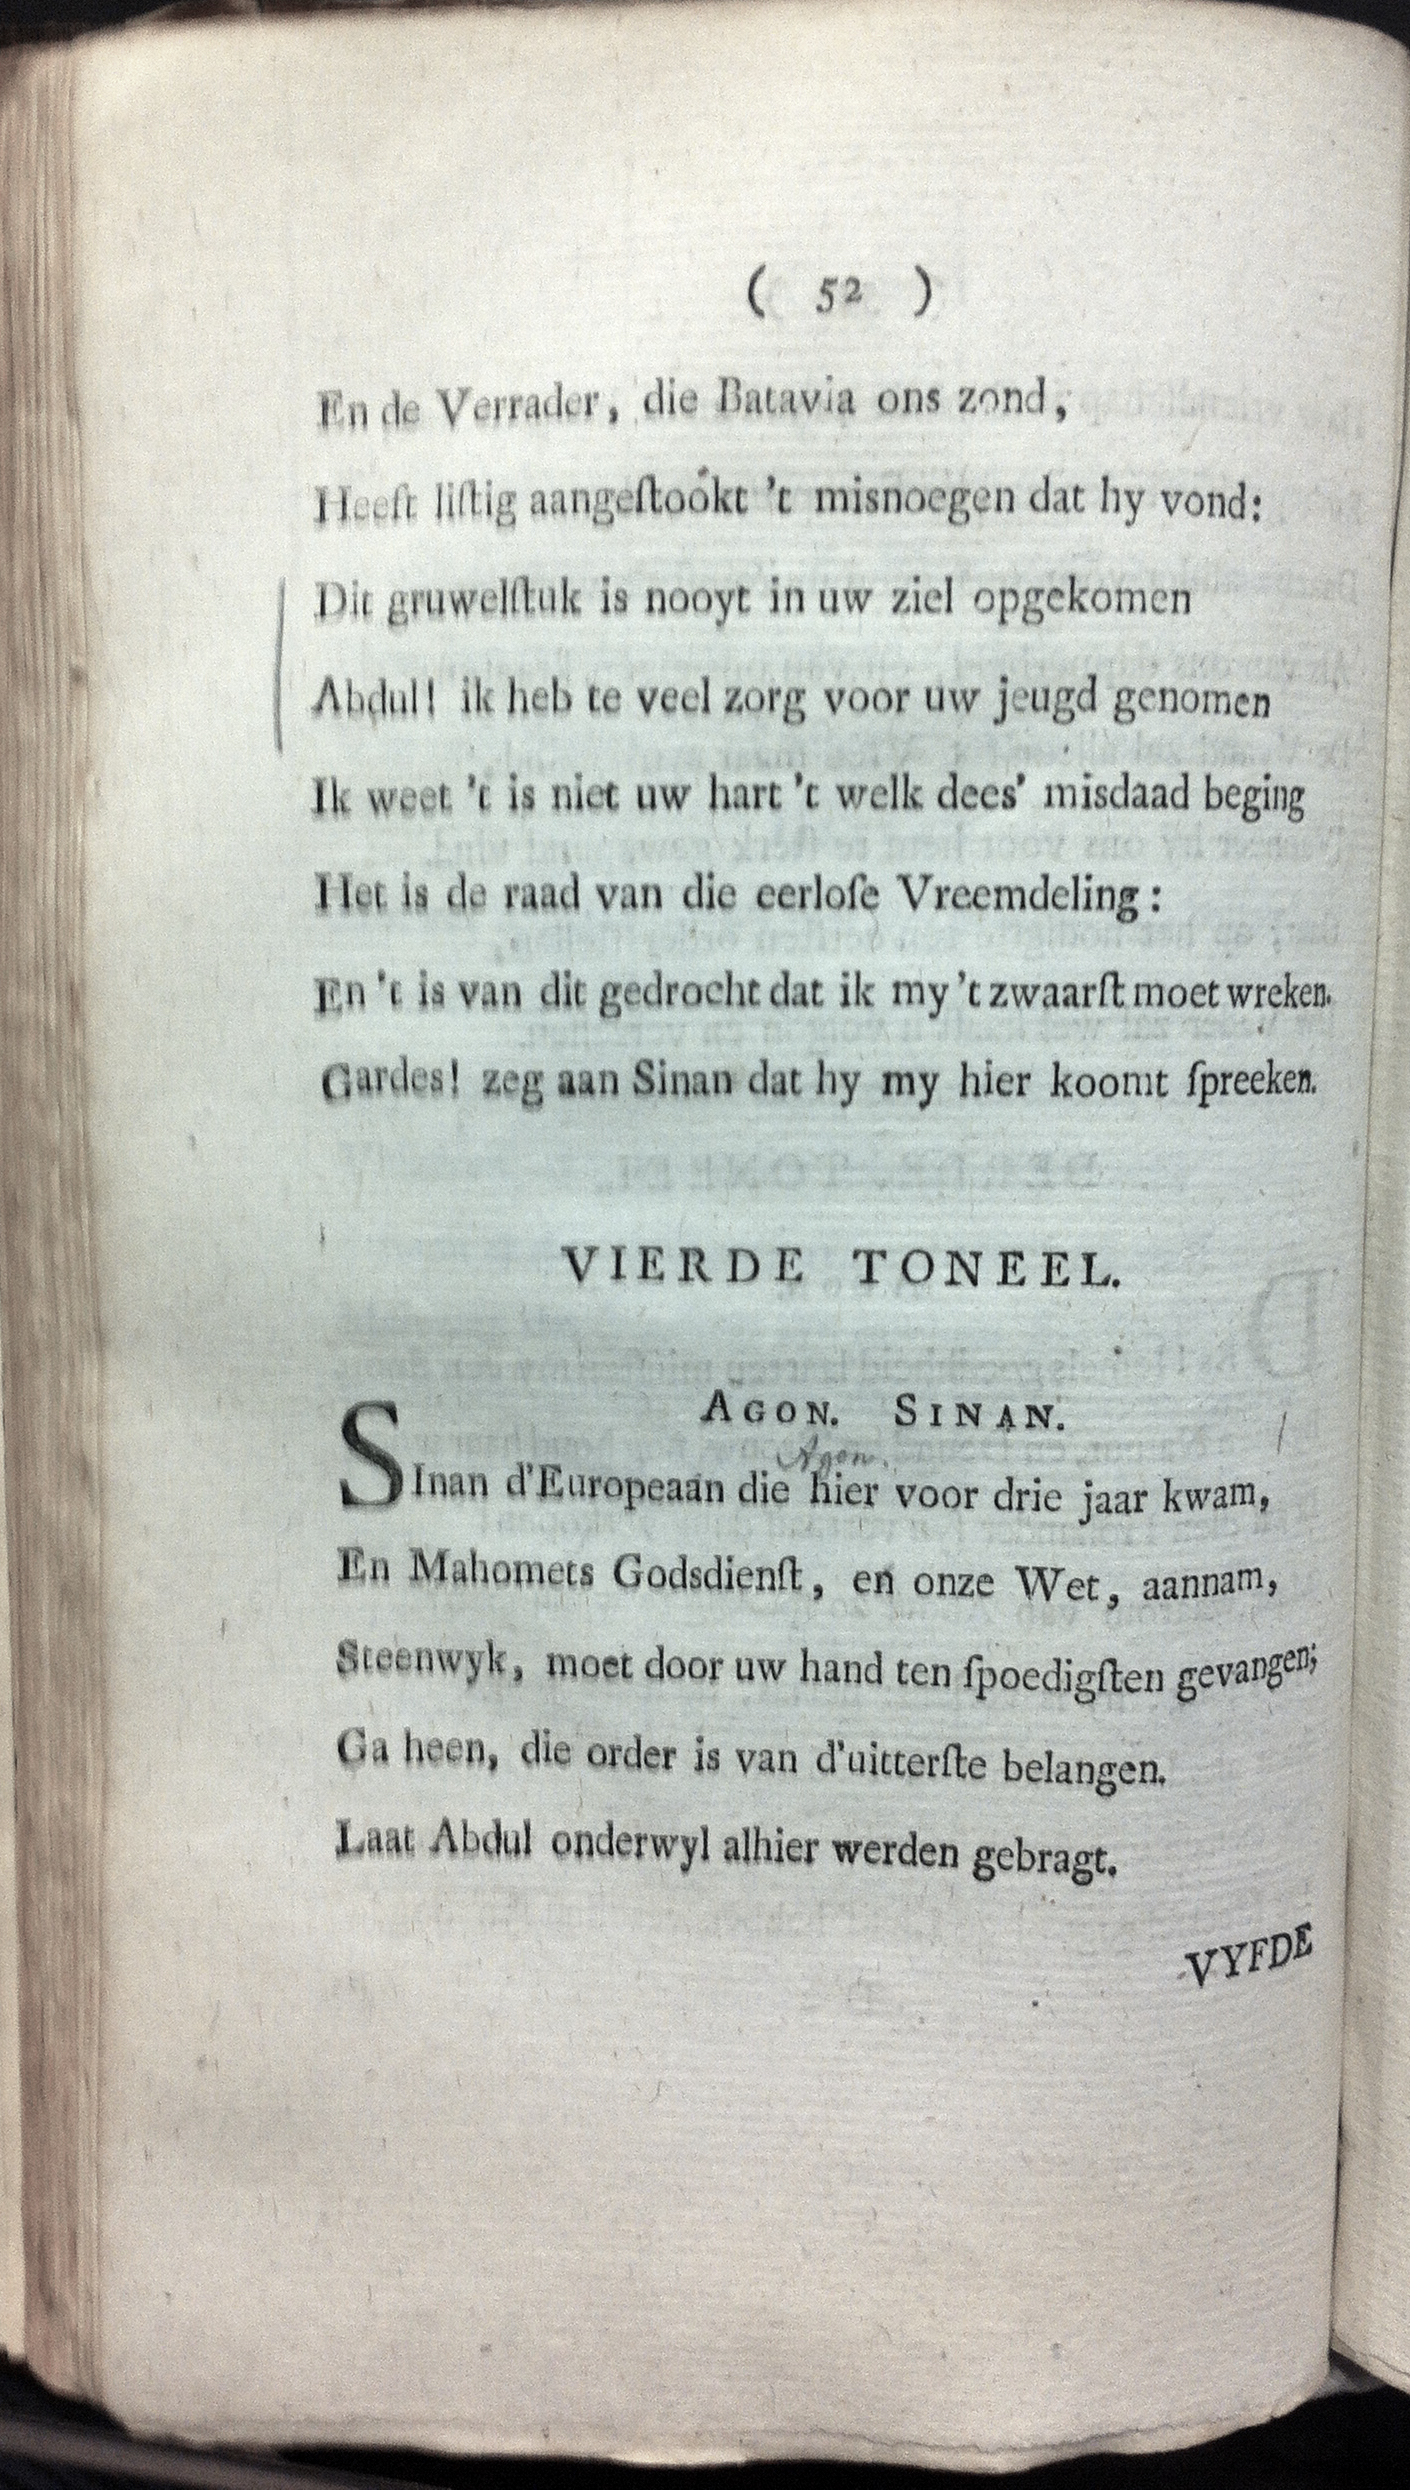 ( 52 )
En de Verrader, die Batavia ons zond,
Heeft liſtig aangeſtookt 't misnoegen dat hy vond:
Dit gruwelſtuk is nooyt in uw ziel opgekomen
Abdul! ik heb te veel zorg voor uw jeugd genomen
Ik weet 't is niet uw hart 't welk dees' misdaad beging
Het is de raad van die eerloſe Vreemdeling:
En 't is van dit gedrocht dat ik my 't zwaarſt moet wreken.
Gardes! zeg aan Sinan dat hy my hier koomt ſpreeken.
VIERDE TONEEL.
AGON. SINAN.
Agon.
SInan d'Europeaan die hier voor drie jaar kwam,
En Mahomets Godsdienſt, en onze Wet, aannam,
Steenwyk, moet door uw hand ten ſpoedigſten gevangen;
Ga heen, die order is van d'uitterſte belangen.
Laat Abdul onderwyl alhier werden gebragt.
VYFDE